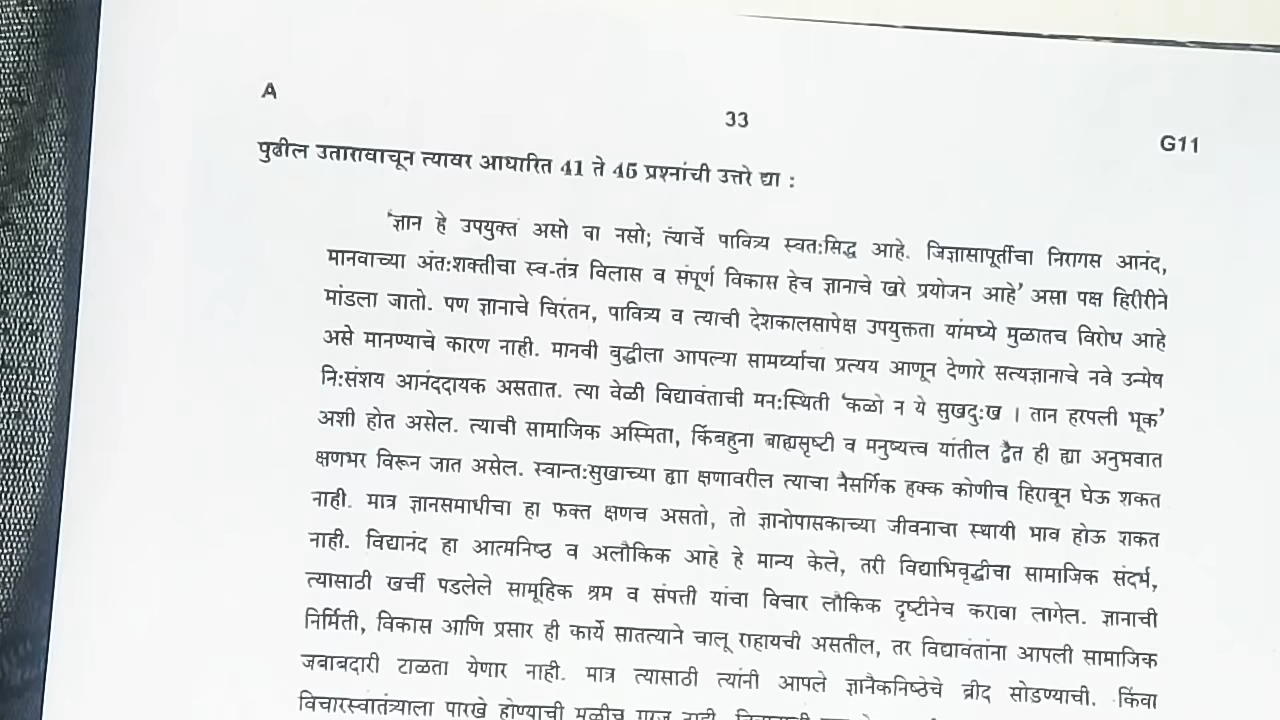 A
33
G11
पुढील उतारावाचून त्यावर आधारित 41 ते 45 प्रश्नांची उत्तरे द्या :
'ज्ञान हे उपयुक्त असो वा नसो; त्याचे पावित्र्य स्वत:सिद्ध आहे. जिज्ञासापूर्तीचा निरागस आनंद,
मानवाच्या अंत:शक्तीचा स्व-तंत्र विलास व संपूर्ण विकास हेच ज्ञानाचे खरे प्रयोजन आहे' असा पक्ष हिरीरीने
मांडला जातो. पण ज्ञानाचे चिरंतन, पावित्र्य व त्याची देशकालसापेक्ष उपयुक्तता यांमध्ये मुळातच विरोध आहे
असे मानण्याचे कारण नाही. मानवी बुद्धीला आपल्या सामर्थ्याचा प्रत्यय आणून देणारे सत्यज्ञानाचे नवे उन्मेष
नि:संशय आनंददायक असतात. त्या वेळी विद्यावंताची मन:स्थिती 'कळो न ये सुखदु:ख । तान हरपली भूक'
अशी होत असेल. त्याची सामाजिक अस्मिता, किंबहुना बाह्यसृष्टी व मनुष्यत्त्व यांतील द्वैत ही ह्या अनुभवात
क्षणभर विरून जात असेल. स्वान्त:सुखाच्या ह्या क्षणावरील त्याचा नैसर्गिक हक्क कोणीच हिरावून घेऊ शकत
नाही. मात्र ज्ञानसमाधीचा हा फक्त क्षणच असतो, तो ज्ञानोपासकाच्या जीवनाचा स्थायी भाव होऊ शकत
नाही. विद्यानंद हा आत्मनिष्ठ व अलौकिक आहे हे मान्य केले, तरी विद्याभिवृद्धीचा सामाजिक संदर्भ,
त्यासाठी खर्ची पडलेले सामूहिक श्रम व संपत्ती यांचा विचार लौकिक दृष्टीनेच करावा लागेल. ज्ञानाची
निर्मिती, विकास आणि प्रसार ही कार्ये सातत्याने चालू राहायची असतील, तर विद्यावंतांना आपली सामाजिक
जबाबदारी टाळता येणार नाही. मात्र त्यासाठी त्यांनी आपले ज्ञानैकनिष्ठेचे ब्रीद सोडण्याची. किंवा
विचारस्वातंत्र्याला पारखे होण्याची मुळीच गरज नाही.